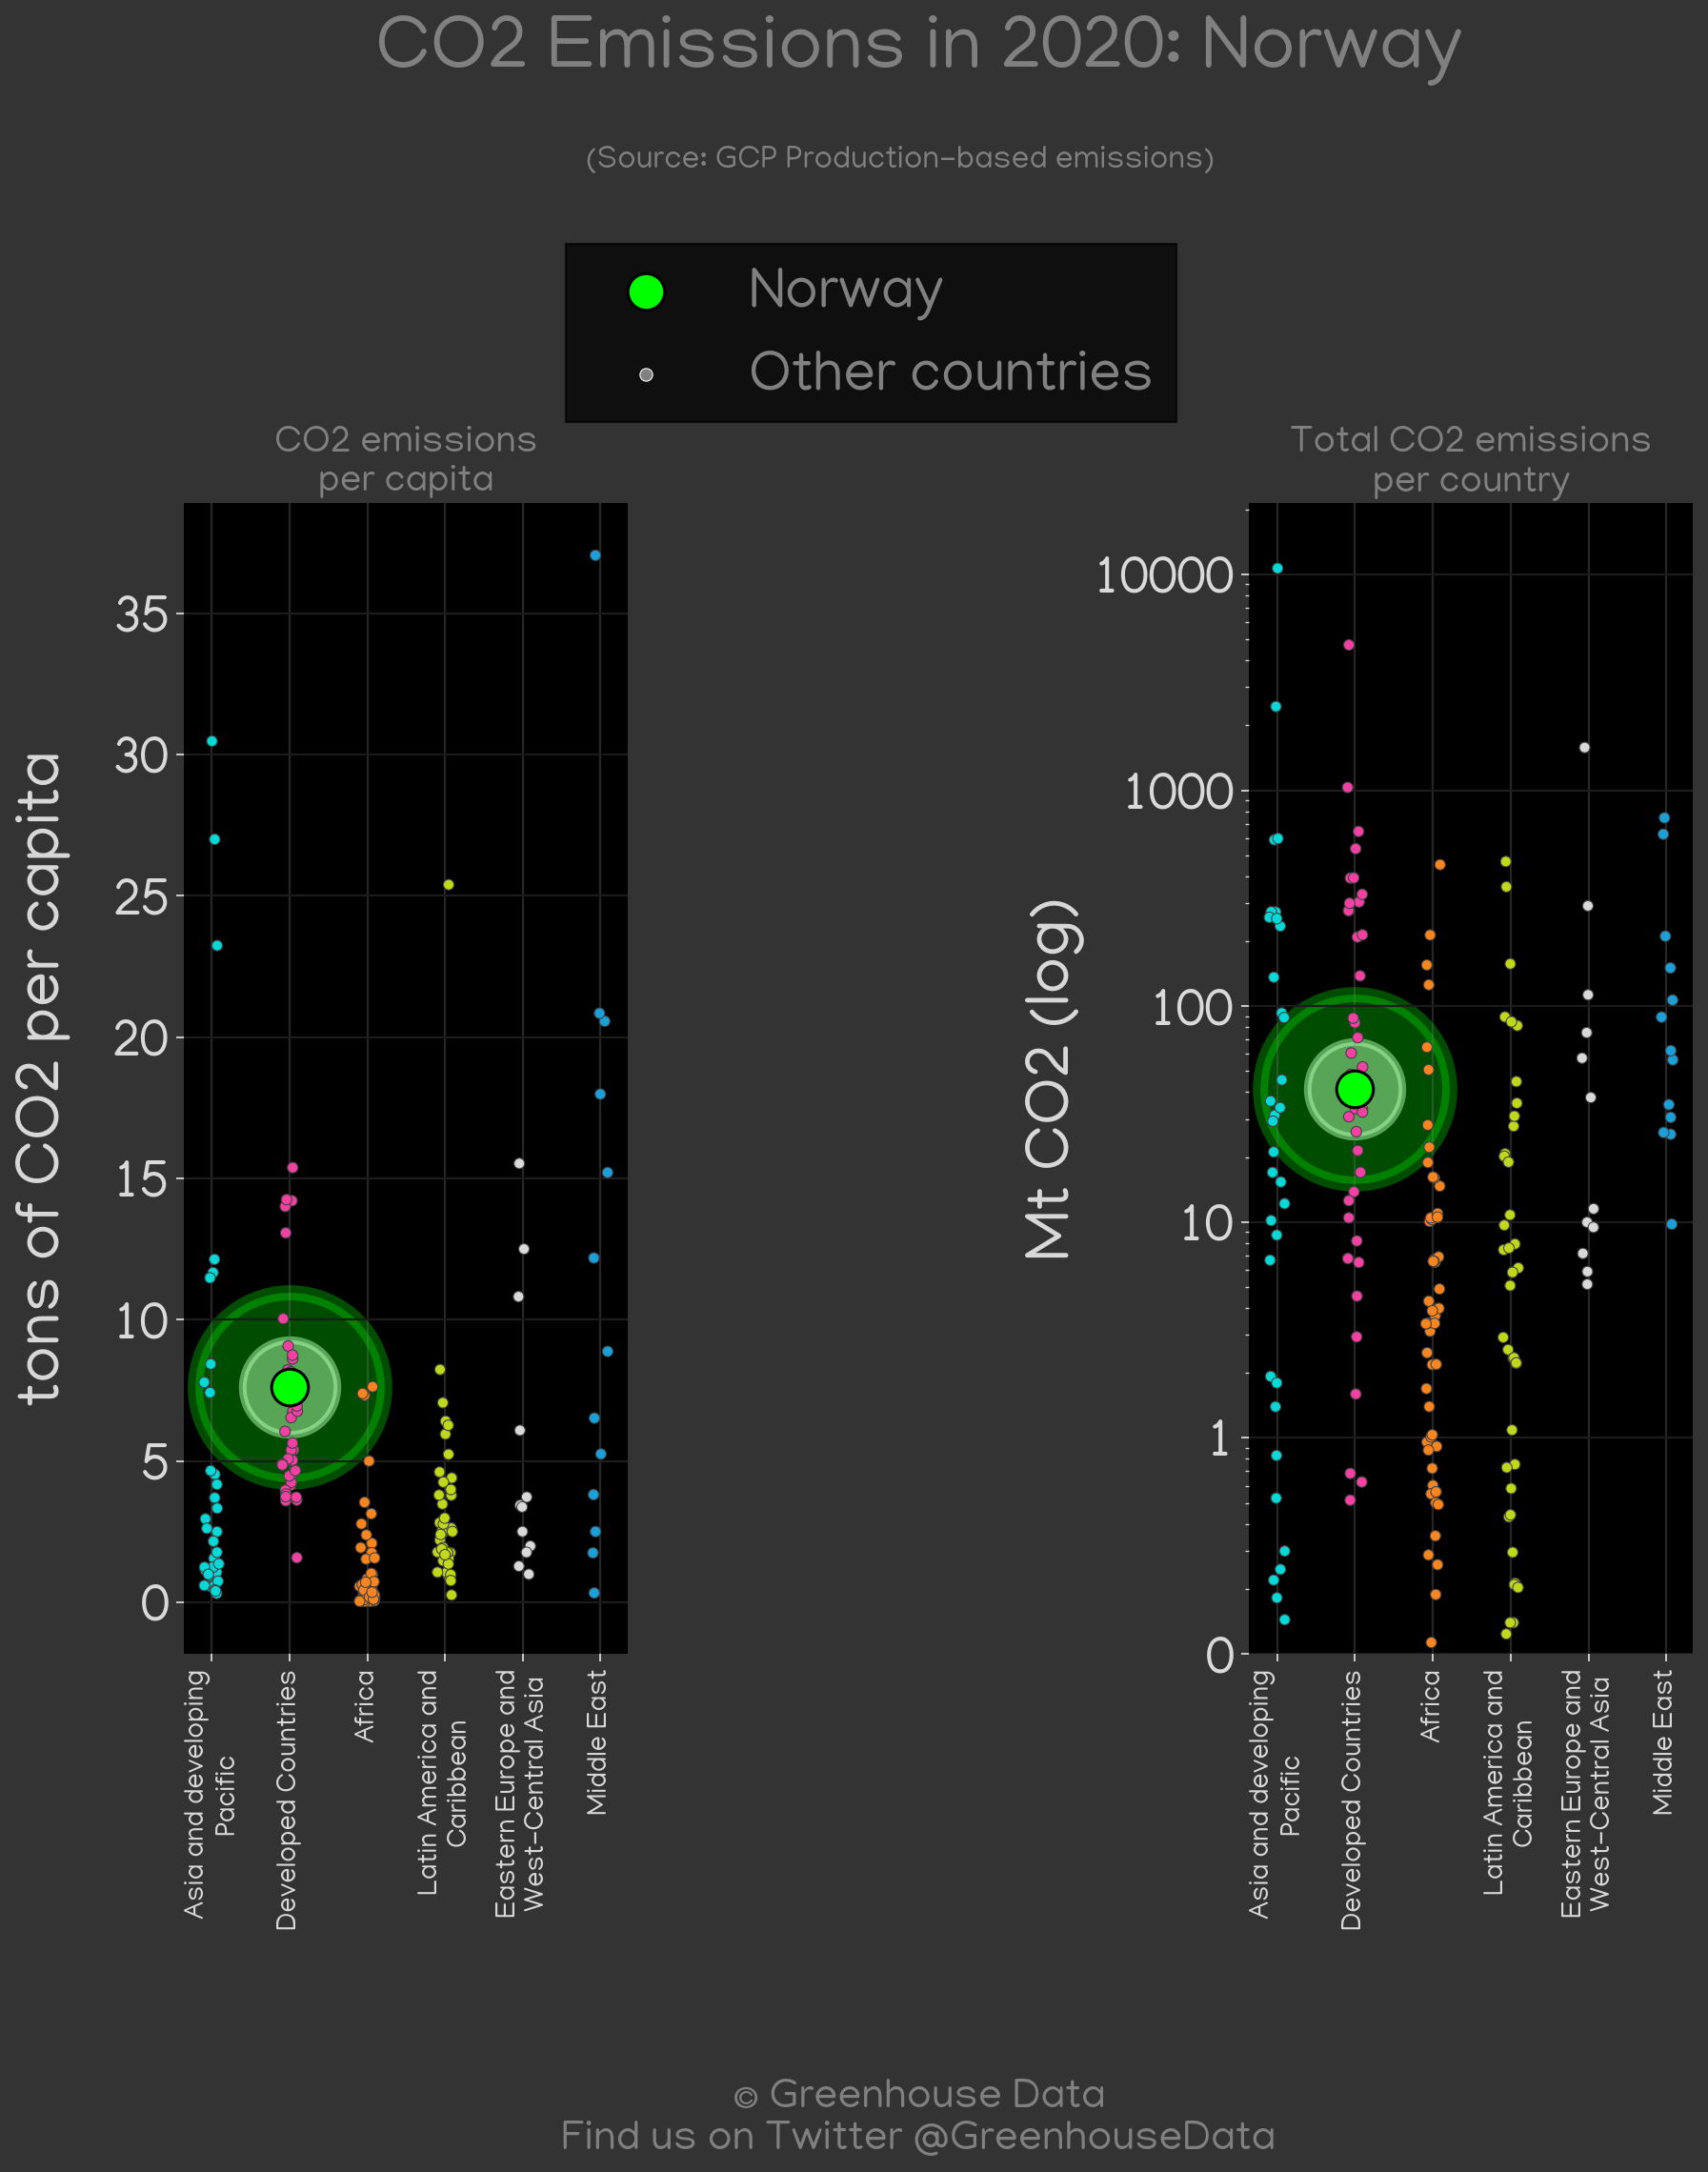 CO2 Emissions in 2020: Norway
(Source: GCP Production-based emissions)
Norway
Other countries
CO2 emissions
per capita
tons of CO2 per capita
35
30
25
20
15
10
5
0
Asia and developing
Pacific
Developed Countries
Africa
Latin America and
Caribbean
Eastern Europe and
West-Central Asia
Middle East
Total CO2 emissions
per country
Mt CO2 (log)
10000
1000
100
10
1
0
Asia and developing
Pacific
Developed Countries
Africa
Latin America and
Caribbean
Eastern Europe and
West-Central Asia
Middle East
© Greenhouse Data
Find us on Twitter @GreenhouseData